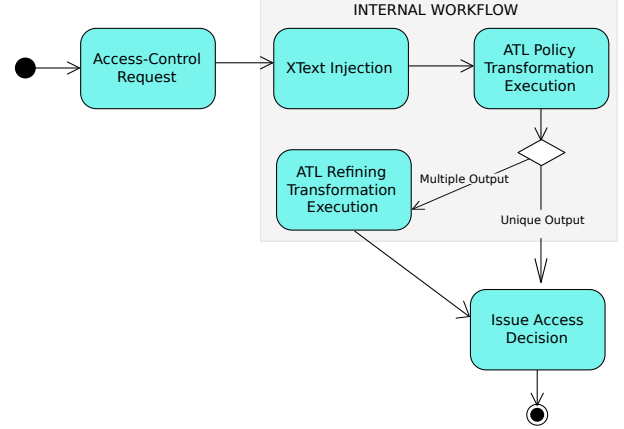 INTERNAL WORKFLOW
Access-Control
Request
XText Injection
ATL Policy
Transformation
Execution
ATL Refining
Transformation
Execution
Multiple Output
Unique Output
Issue Access
Decision